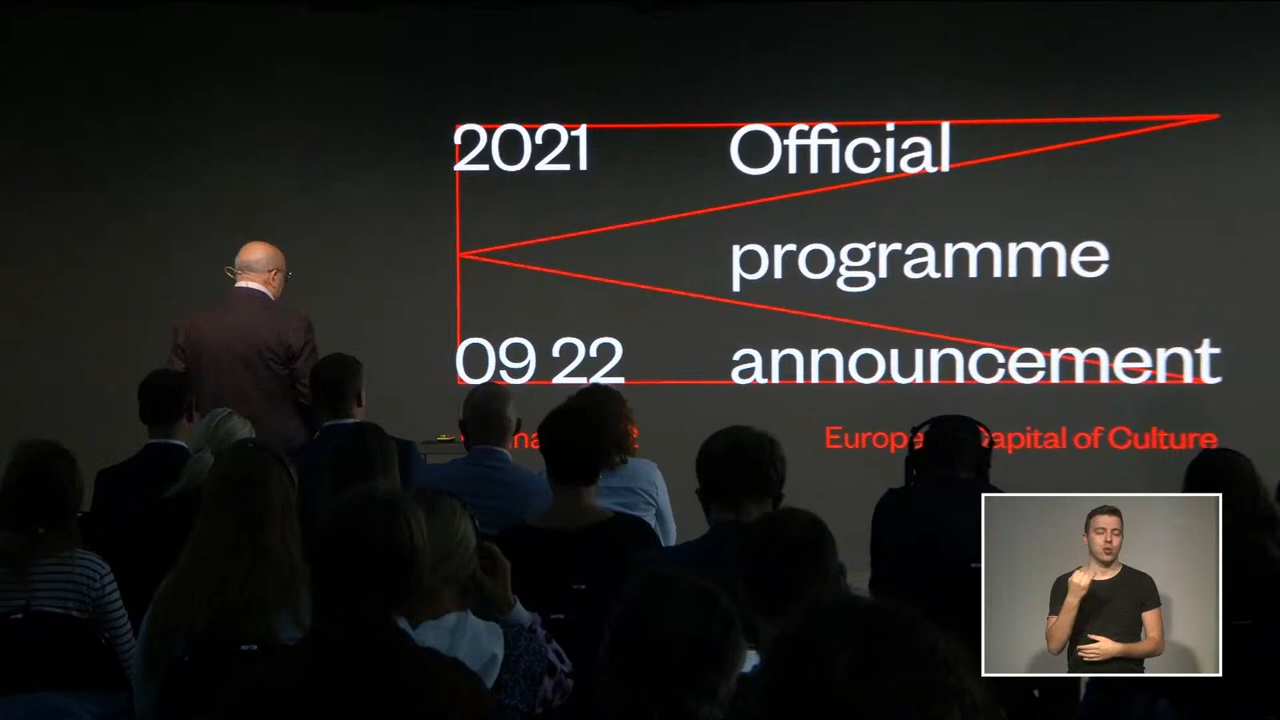 2021 Official
programme
09 22 announcement
Capital of Culture